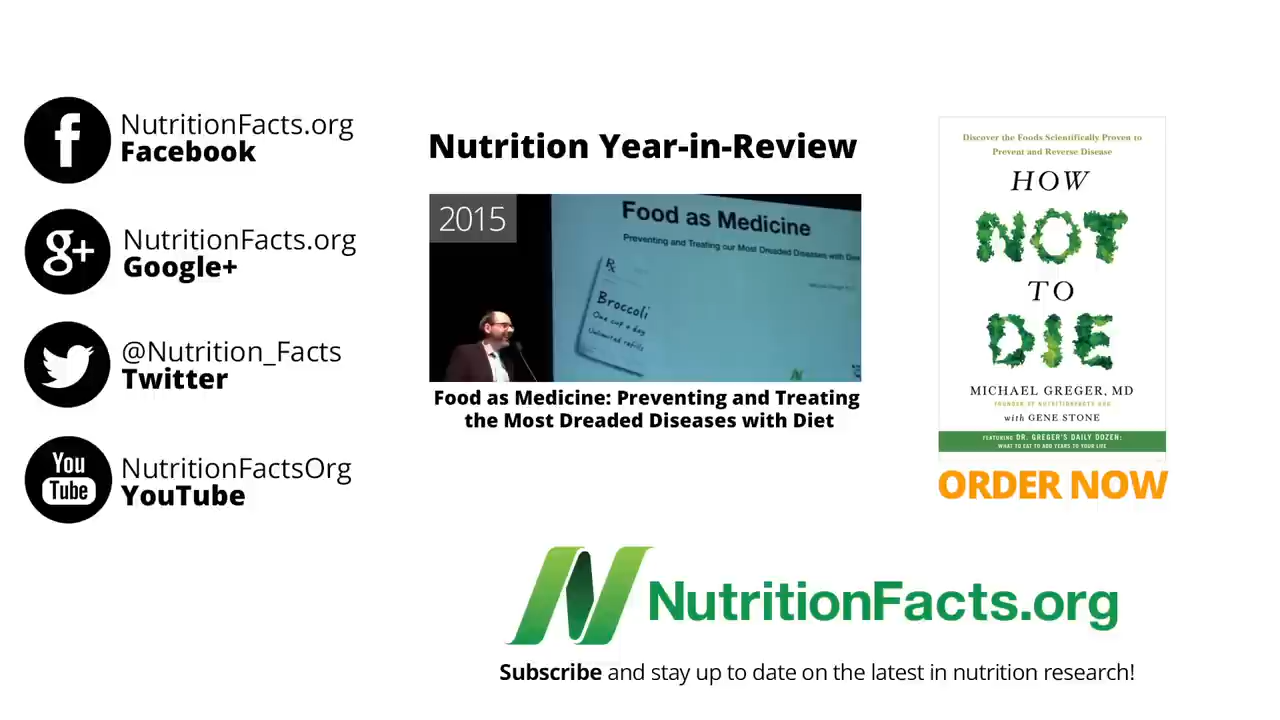 NutritionFacts.org
Facebook
g+
NutritionFacts.org
Google+
@Nutrition_Facts
Twitter
You
Tube
NutritionFactsOrg
YouTube
Nutrition Year-in-Review
2015
Food as Medicine
Preventing and Treating our Most Dreaded Diseases with Diet
Rx
Broccoli
One cup a day
Unlimited refills
Food as Medicine: Preventing and Treating
the Most Dreaded Diseases with Diet
Discover the Foods Scientifically Proven to
Prevent and Reverse Disease
HOW
NOT
TO
DIE
MICHAEL GREGER, MD
FOUNDER OF NUTRITIONFACTS.ORG
with GENE STONE
FEATURING DR. GREGER'S DAILY DOZEN:
WHAT TO EAT TO ADD YEARS TO YOUR LIFE
ORDER NOW
NutritionFacts.org
Subscribe and stay up to date on the latest in nutrition research!